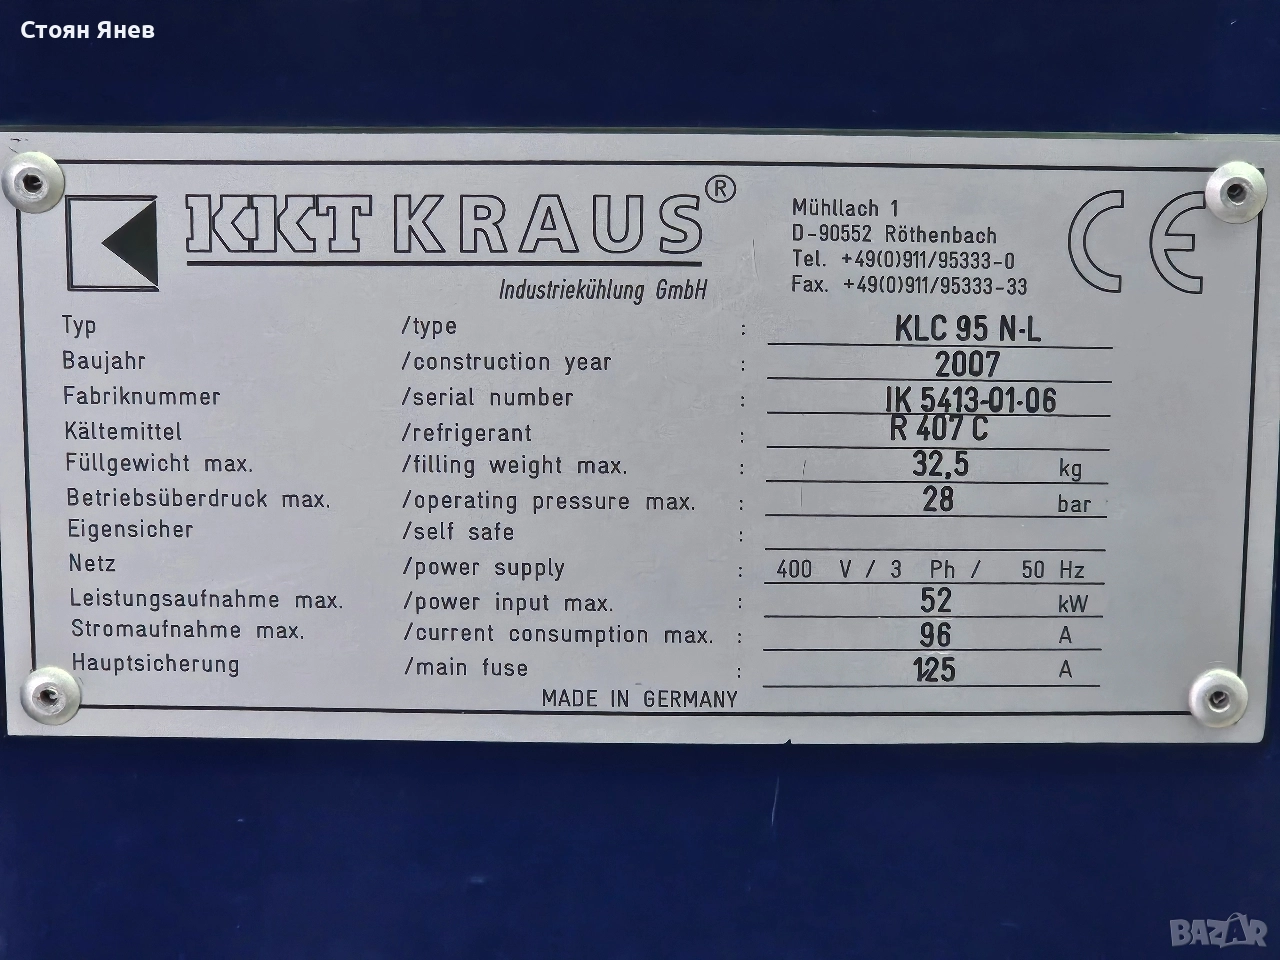 Стоян Янев
KKT KRAUS®
Industriekühlung GmbH
Mühllach 1
D-90552 Röthenbach
Tel. +49(0)911/95333-0
Fax. +49(0)911/95333-33
CE
Typ /type : KLC 95 N-L
Baujahr /construction year : 2007
Fabriknummer /serial number : IK 5413-01-06
Kältemittel /refrigerant : R 407 C
Füllgewicht max. /filling weight max. : 32,5 kg
Betriebsüberdruck max. /operating pressure max. : 28 bar
Eigensicher /self safe :
Netz /power supply : 400 V / 3 Ph / 50 Hz
Leistungsaufnahme max. /power input max. : 52 kW
Stromaufnahme max. /current consumption max. : 96 A
Hauptsicherung /main fuse : 125 A
MADE IN GERMANY
BAZAR